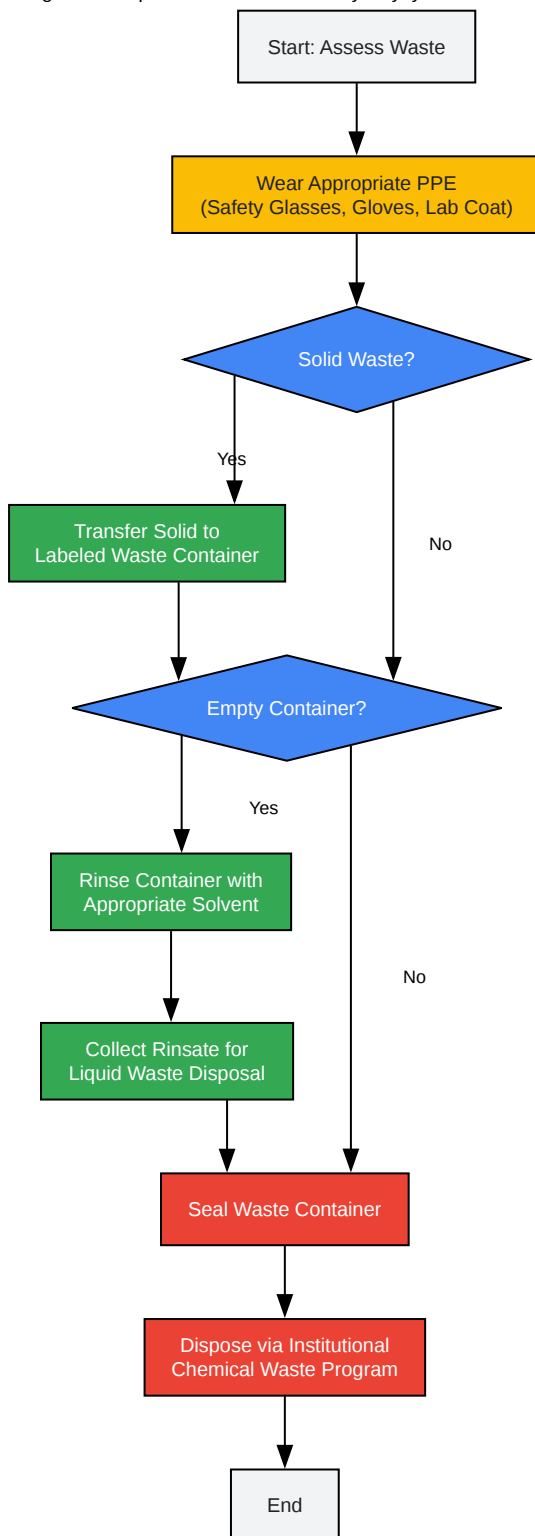 Start: Assess Waste
Wear Appropriate PPE
(Safety Glasses, Gloves, Lab Coat)
Solid Waste?
Yes
Transfer Solid to
Labeled Waste Container
No
Empty Container?
Yes
Rinse Container with
Appropriate Solvent
No
Collect Rinsate for
Liquid Waste Disposal
Seal Waste Container
Dispose via Institutional
Chemical Waste Program
End